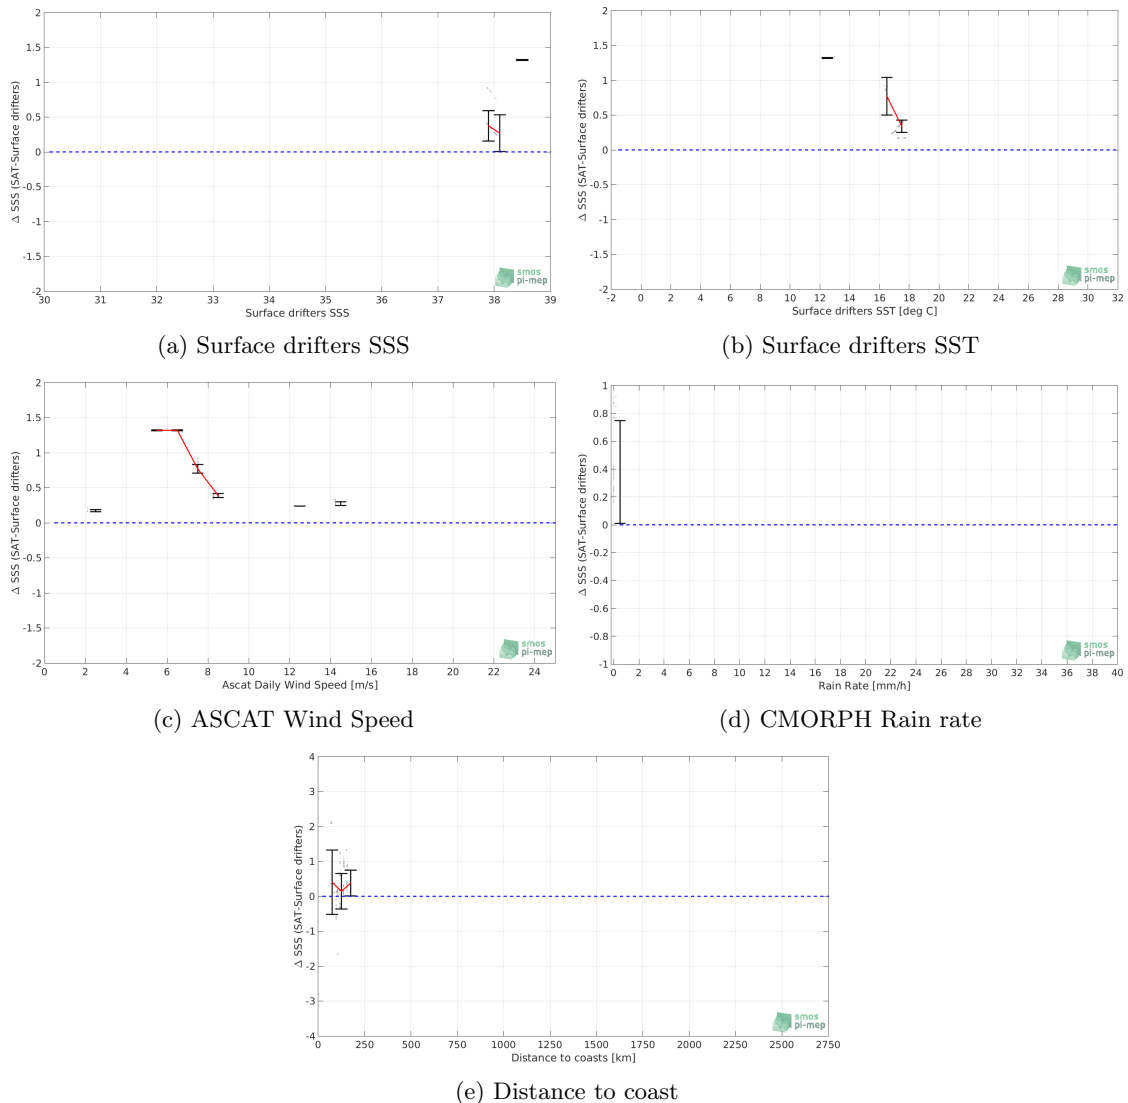 2
1.5
1
0.5
0
-0.5
-1
-1.5
-2
30 31 32 33 34 35 36 37 38 39
Δ SSS (SAT-Surface drifters)
Surface drifters SSS
smos
pi-mep
(a) Surface drifters SSS
2
1.5
1
0.5
0
-0.5
-1
-1.5
-2
-2 0 2 4 6 8 10 12 14 16 18 20 22 24 26 28 30 32
Δ SSS (SAT-Surface drifters)
Surface drifters SST [deg C]
smos
pi-mep
(b) Surface drifters SST
2
1.5
1
0.5
0
-0.5
-1
-1.5
-2
0 2 4 6 8 10 12 14 16 18 20 22 24
Δ SSS (SAT-Surface drifters)
Ascat Daily Wind Speed [m/s]
smos
pi-mep
(c) ASCAT Wind Speed
1
0.8
0.6
0.4
0.2
0
-0.2
-0.4
-0.6
-0.8
-1
0 2 4 6 8 10 12 14 16 18 20 22 24 26 28 30 32 34 36 38 40
Δ SSS (SAT-Surface drifters)
Rain Rate [mm/h]
smos
pi-mep
(d) CMORPH Rain rate
4
3
2
1
0
-1
-2
-3
-4
0 250 500 750 1000 1250 1500 1750 2000 2250 2500 2750
Δ SSS (SAT-Surface drifters)
Distance to coasts [km]
smos
pi-mep
(e) Distance to coast